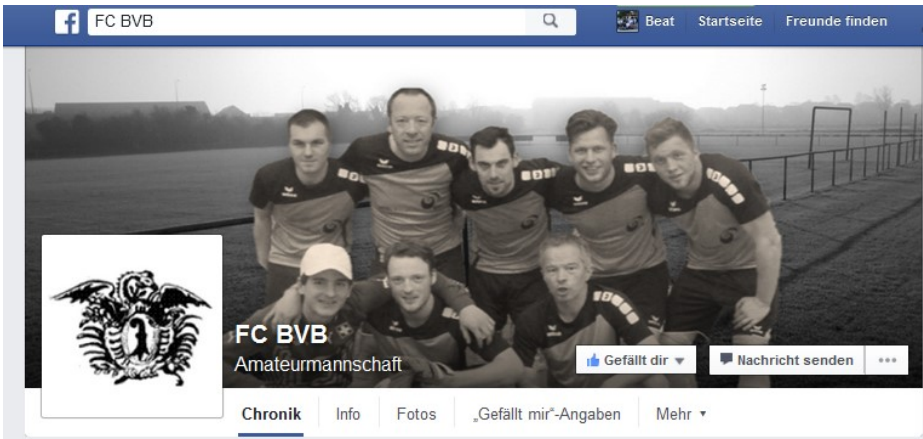 f FC BVB Beat Startseite Freunde finden
FC BVB
Amateurmannschaft
Gefällt dir Nachricht senden
Chronik Info Fotos „Gefällt mir“-Angaben Mehr